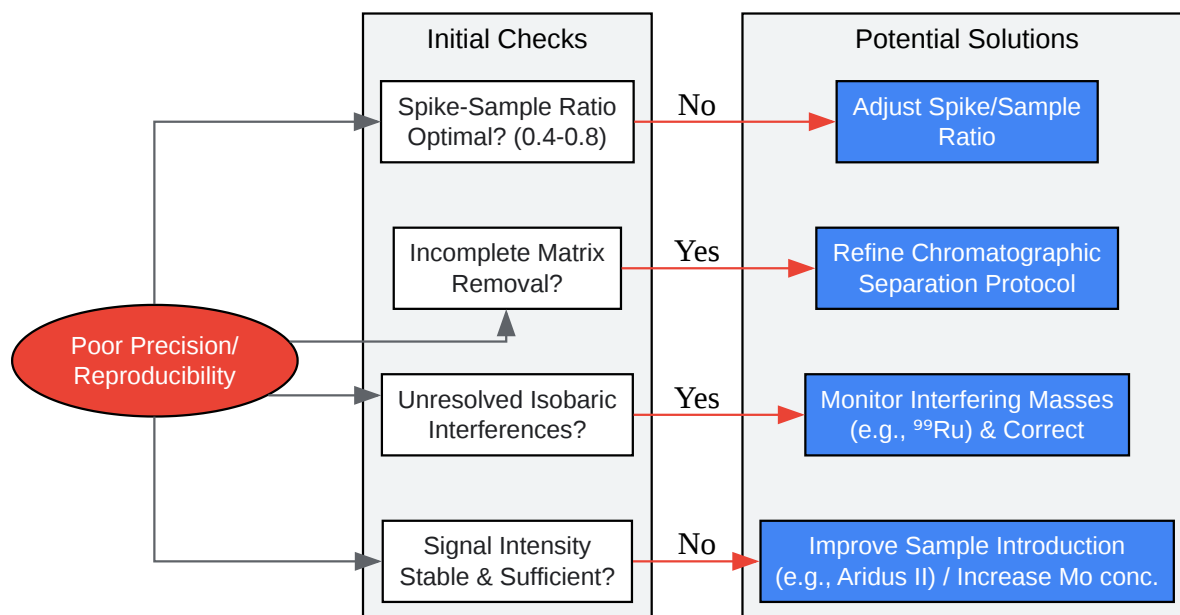 Initial Checks
Potential Solutions
Spike-Sample Ratio
Optimal? (0.4-0.8)
No
Adjust Spike/Sample
Ratio
Incomplete Matrix
Removal?
Yes
Refine Chromatographic
Separation Protocol
Poor Precision/
Reproducibility
Unresolved Isobaric
Interferences?
Yes
Monitor Interfering Masses
(e.g., ⁹⁹Ru) & Correct
Signal Intensity
Stable & Sufficient?
No
Improve Sample Introduction
(e.g., Aridus II) / Increase Mo conc.